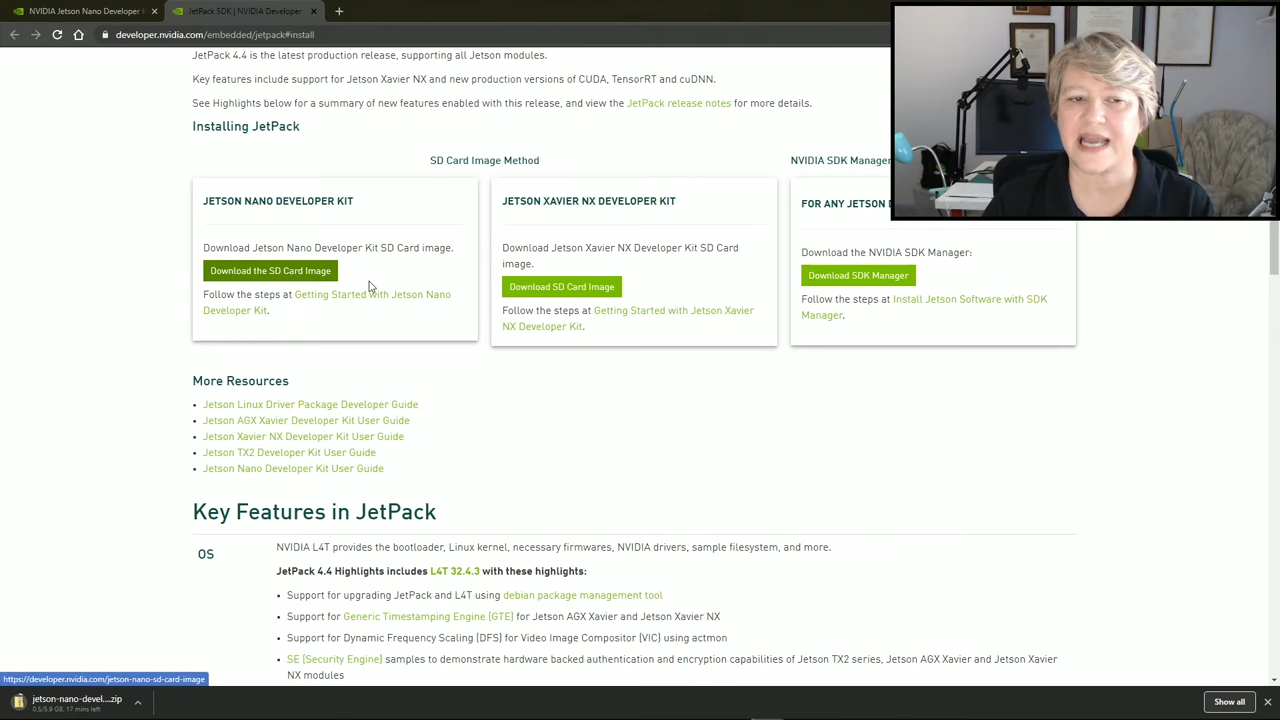 NVIDIA Jetson Nano Developer
JetPack SDK | NVIDIA Developer
developer.nvidia.com/embedded/jetpack#install
JetPack 4.4 is the latest production release, supporting all Jetson modules.
Key features include support for Jetson Xavier NX and new production versions of CUDA, TensorRT and cuDNN.
See Highlights below for a summary of new features enabled with this release, and view the JetPack release notes for more details.
Installing JetPack
SD Card Image Method
NVIDIA SDK Manager
JETSON NANO DEVELOPER KIT
Download Jetson Nano Developer Kit SD Card image.
Download the SD Card Image
Follow the steps at Getting Started with Jetson Nano
Developer Kit.
JETSON XAVIER NX DEVELOPER KIT
Download Jetson Xavier NX Developer Kit SD Card
image.
Download SD Card Image
Follow the steps at Getting Started with Jetson Xavier
NX Developer Kit.
FOR ANY JETSON D
Download the NVIDIA SDK Manager:
Download SDK Manager
Follow the steps at Install Jetson Software with SDK
Manager.
More Resources
• Jetson Linux Driver Package Developer Guide
• Jetson AGX Xavier Developer Kit User Guide
• Jetson Xavier NX Developer Kit User Guide
• Jetson TX2 Developer Kit User Guide
• Jetson Nano Developer Kit User Guide
Key Features in JetPack
OS
NVIDIA L4T provides the bootloader, Linux kernel, necessary firmwares, NVIDIA drivers, sample filesystem, and more.
JetPack 4.4 Highlights includes L4T 32.4.3 with these highlights:
• Support for upgrading JetPack and L4T using debian package management tool
• Support for Generic Timestamping Engine (GTE) for Jetson AGX Xavier and Jetson Xavier NX
• Support for Dynamic Frequency Scaling (DFS) for Video Image Compositor (VIC) using actmon
• SE (Security Engine) samples to demonstrate hardware backed authentication and encryption capabilities of Jetson TX2 series, Jetson AGX Xavier and Jetson Xavier
NX modules
https://developer.nvidia.com/jetson-nano-sd-card-image
jetson-nano-devel....zip
0.5/5.9 GB, 17 mins left
Show all